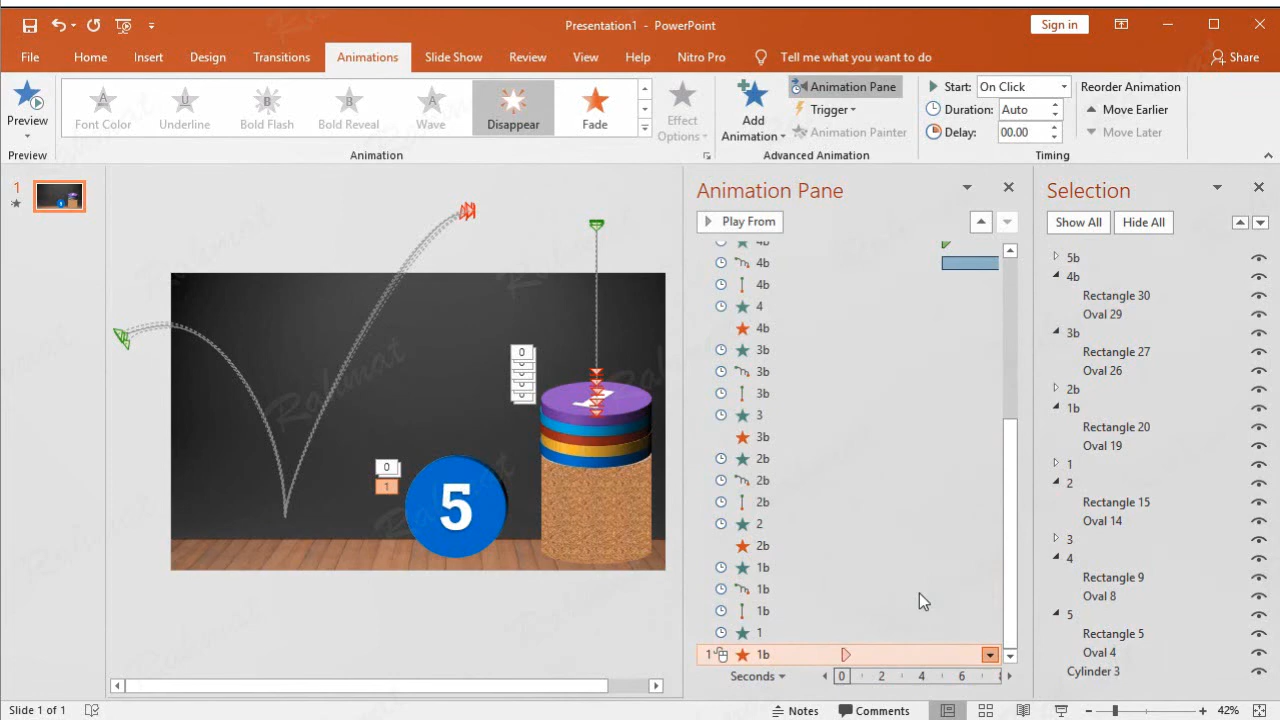 Presentation1 - PowerPoint
Sign in
File Home Insert Design Transitions Animations Slide Show Review View Help Nitro Pro Tell me what you want to do Share
Preview
Preview
Font Color Underline Bold Flash Bold Reveal Wave Disappear Fade
Animation
Effect
Options
Add
Animation
Animation Pane
Trigger
Animation Painter
Advanced Animation
Start: On Click
Duration: Auto
Delay: 00.00
Timing
Reorder Animation
Move Earlier
Move Later
1
0
0
1
5
Rahmat
Animation Pane
Play From
4b
4b
4b
4
4b
3b
3b
3b
3
3b
2b
2b
2b
2
2b
1b
1b
1b
1
1 1b
Seconds 0 2 4 6
Selection
Show All Hide All
5b
4b
Rectangle 30
Oval 29
3b
Rectangle 27
Oval 26
2b
1b
Rectangle 20
Oval 19
1
2
Rectangle 15
Oval 14
3
4
Rectangle 9
Oval 8
5
Rectangle 5
Oval 4
Cylinder 3
Slide 1 of 1 Notes Comments 42%